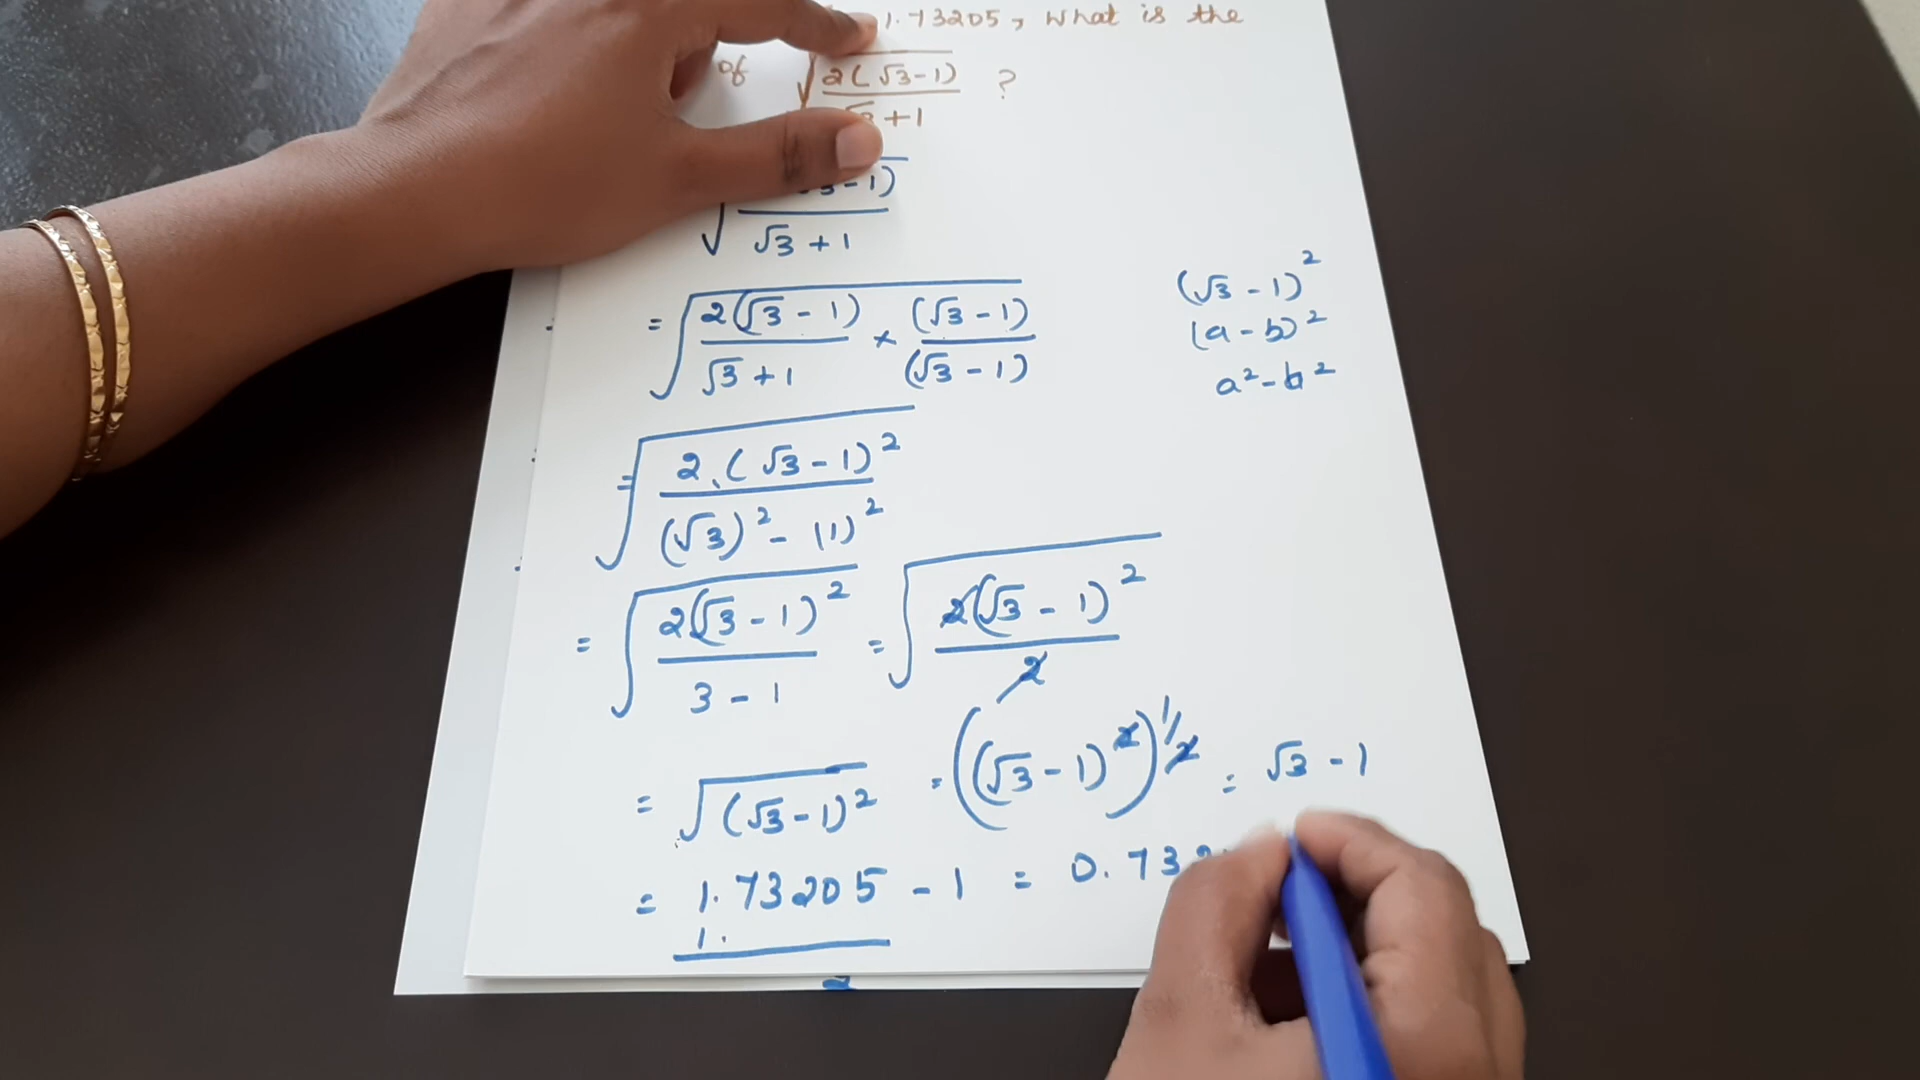 1.73205, What is the
of √(2(√3-1)/(√3+1)) ?
√((√3-1)/(√3+1))
= √(2(√3-1)/(√3+1) × (√3-1)/(√3-1))
(√3-1)²
(a-b)²
a²-b²
= √(2.(√3-1)²/((√3)²-(1)²))
= √(2(√3-1)²/(3-1)) = √(2(√3-1)²/2)
= √((√3-1)²) = ((√3-1)²)^(1/2) = √3-1
= 1.73205 - 1 = 0.732
1.